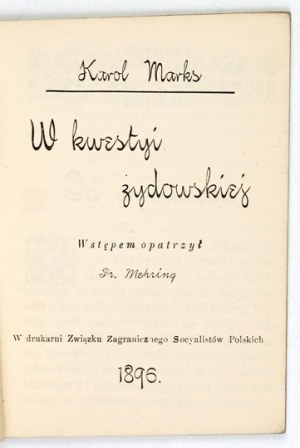 Karol Marks
W kwestyi
żydowskiej
Wstępem opatrzył
Fr. Mehring
W drukarni Związku Zagranicznego Socyalistów Polskich
1896.